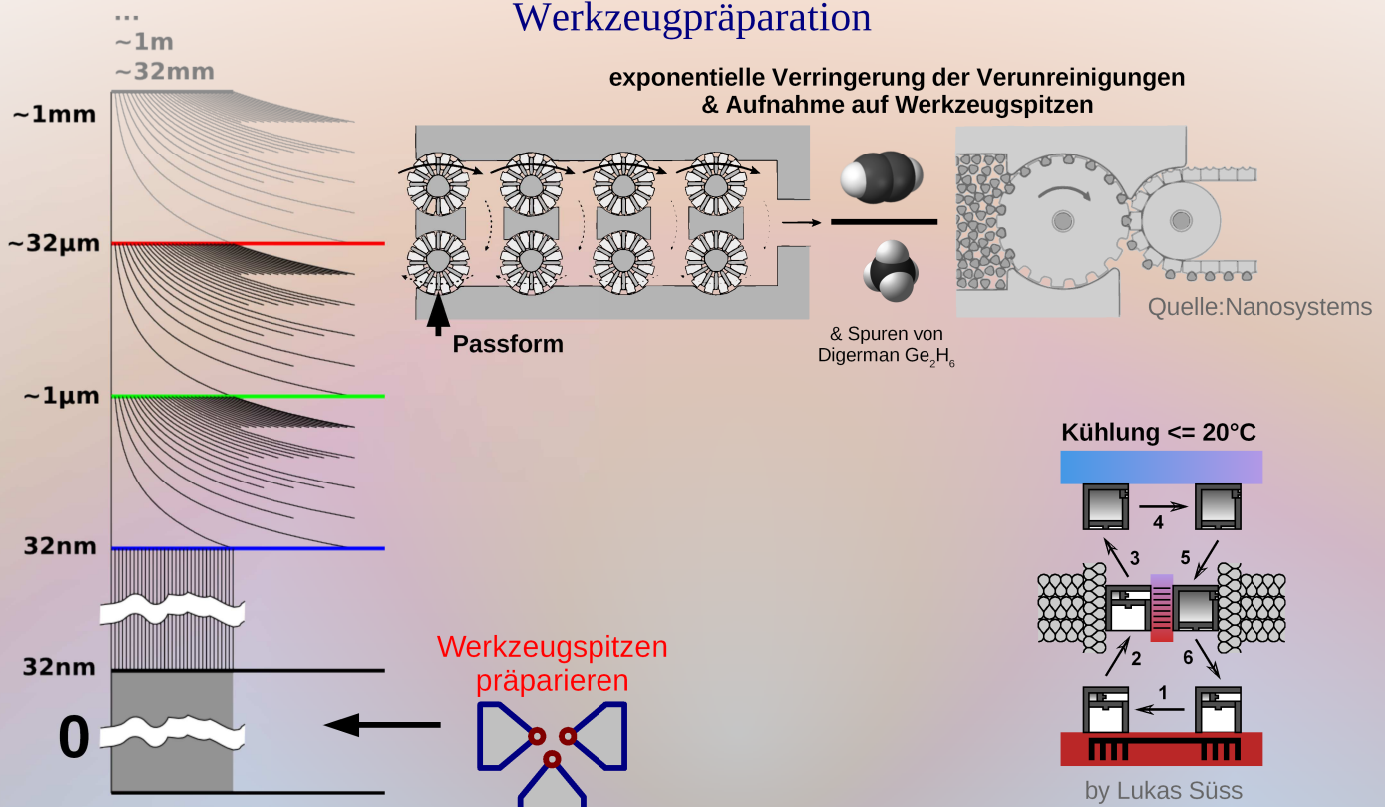 Werkzeugpräparation
...
~1m
~32mm
~1mm
~32µm
~1µm
32nm
32nm
0
exponentielle Verringerung der Verunreinigungen
& Aufnahme auf Werkzeugspitzen
Passform
& Spuren von
Digerman Ge2H6
Quelle:Nanosystems
Werkzeugspitzen
präparieren
Kühlung <= 20°C
4
3
5
2
6
1
by Lukas Süss